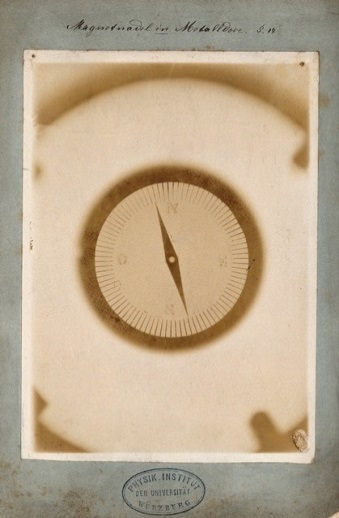 Magnetnadel in Metalldose.
N
PHYSIK. INSTITUT
DER UNIVERSITÄT
WÜRZBURG